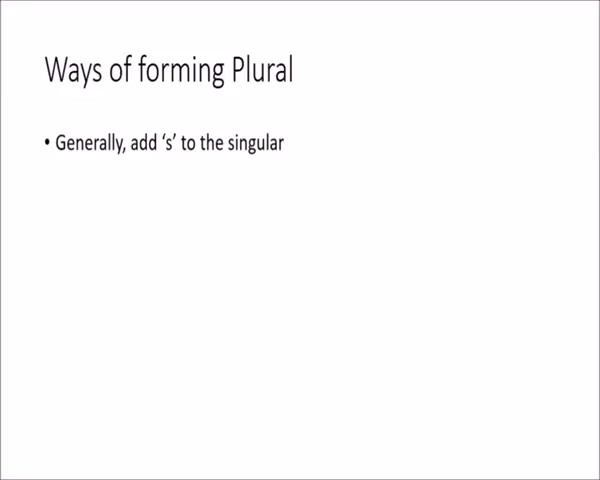 Ways of forming Plural
• Generally, add ‘s’ to the singular